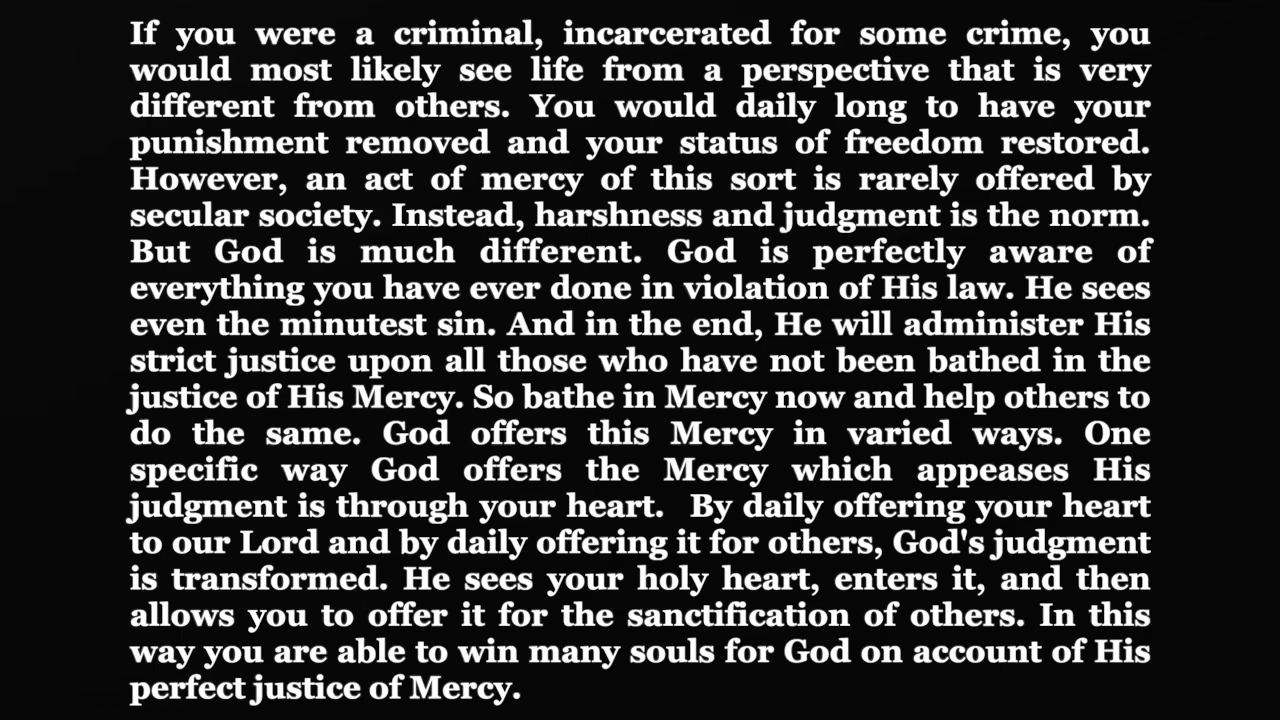 If you were a criminal, incarcerated for some crime, you
would most likely see life from a perspective that is very
different from others. You would daily long to have your
punishment removed and your status of freedom restored.
However, an act of mercy of this sort is rarely offered by
secular society. Instead, harshness and judgment is the norm.
But God is much different. God is perfectly aware of
everything you have ever done in violation of His law. He sees
even the minutest sin. And in the end, He will administer His
strict justice upon all those who have not been bathed in the
justice of His Mercy. So bathe in Mercy now and help others to
do the same. God offers this Mercy in varied ways. One
specific way God offers the Mercy which appeases His
judgment is through your heart.  By daily offering your heart
to our Lord and by daily offering it for others, God's judgment
is transformed. He sees your holy heart, enters it, and then
allows you to offer it for the sanctification of others. In this
way you are able to win many souls for God on account of His
perfect justice of Mercy.